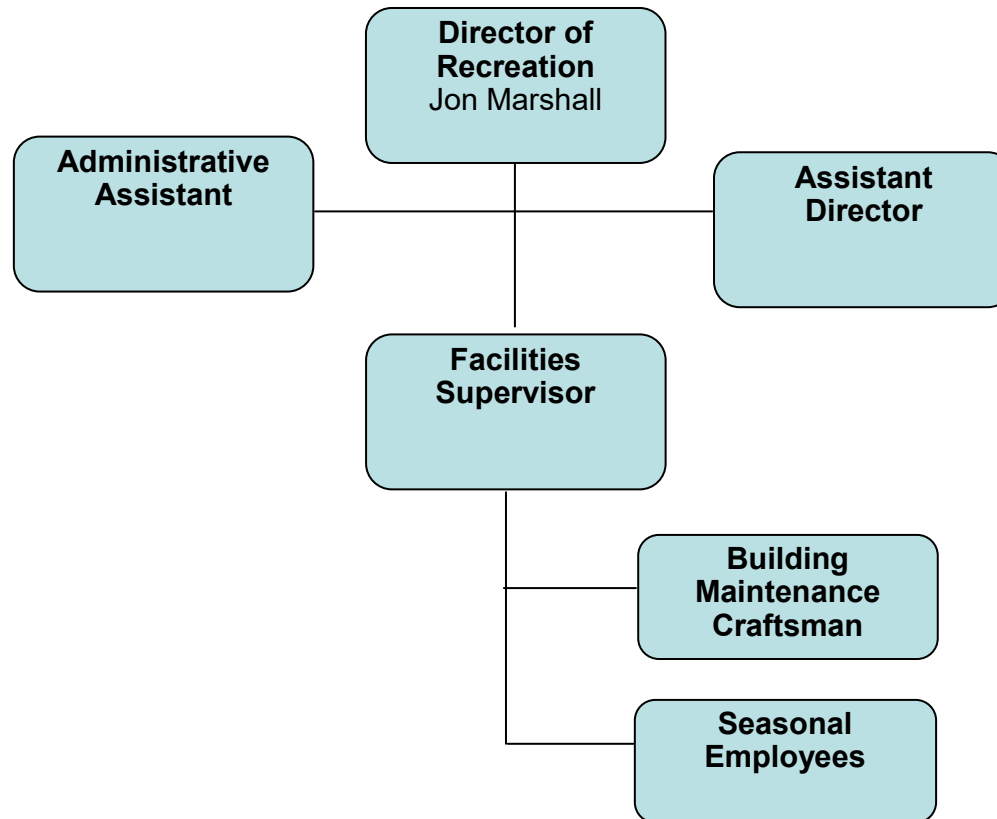 Director of
Recreation
Jon Marshall
Administrative
Assistant
Assistant
Director
Facilities
Supervisor
Building
Maintenance
Craftsman
Seasonal
Employees